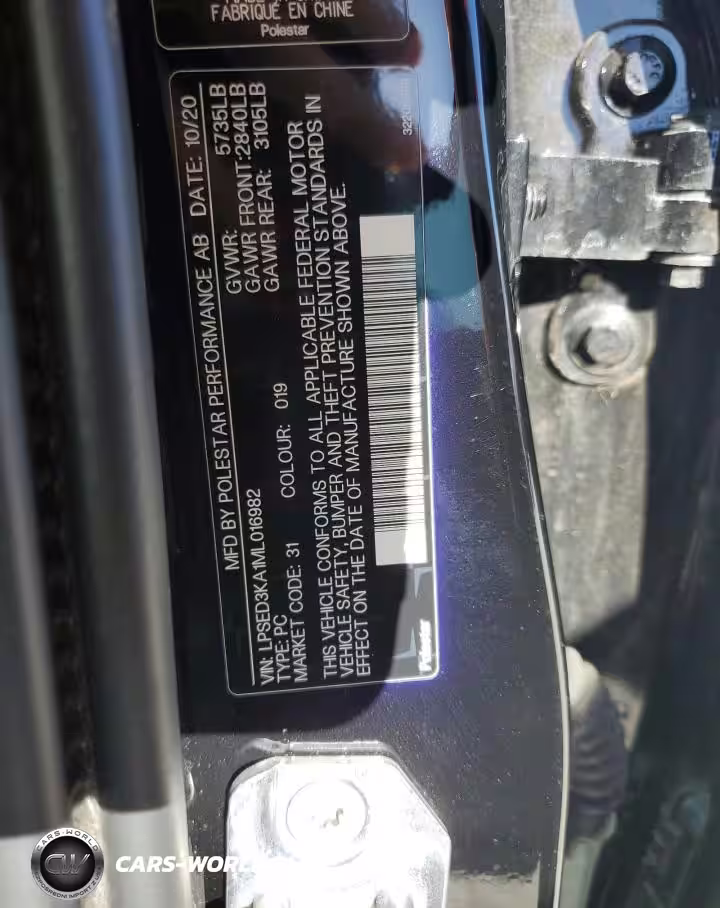 FABRIQUÉ EN CHINE
Polestar
MFD BY POLESTAR PERFORMANCE AB DATE: 10/20
VIN: LPSED3KA1ML016982 GVWR: 5735LB
TYPE: PC GAWR FRONT:2840LB
MARKET CODE: 31 COLOUR: 019 GAWR REAR: 3105LB
THIS VEHICLE CONFORMS TO ALL APPLICABLE FEDERAL MOTOR
VEHICLE SAFETY, BUMPER AND THEFT PREVENTION STANDARDS IN
EFFECT ON THE DATE OF MANUFACTURE SHOWN ABOVE.
Polestar
CARS-WORLD
CW